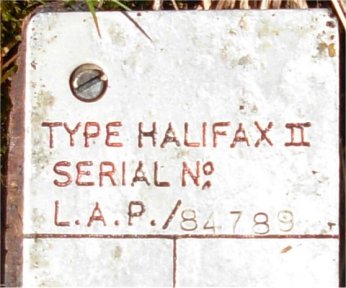 TYPE HALIFAX II
SERIAL No.
L.A.P./84789